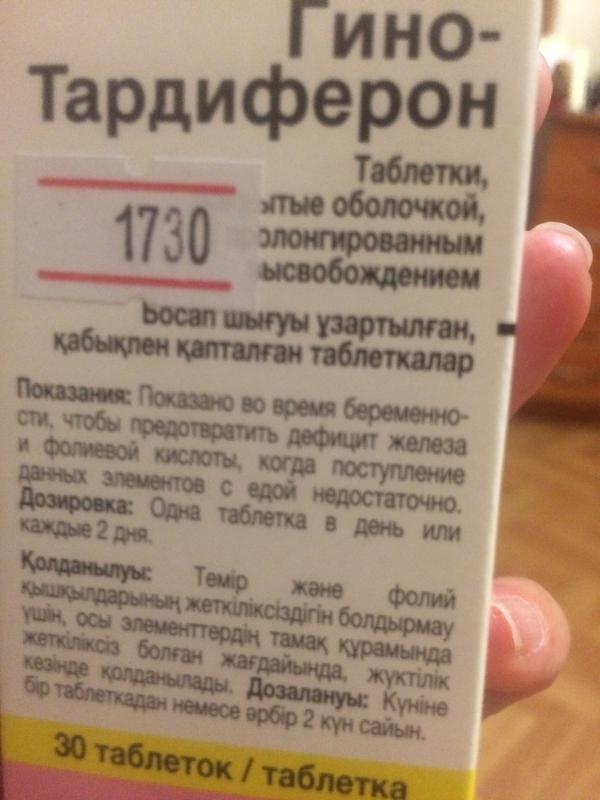 Гино-
Тардиферон
Таблетки,
оболочкой,
1730
Босап шығуы ұзартылған,
қабықпен қапталған таблеткалар
Показания: Показано во время беременно-
сти, чтобы предотвратить дефицит железа
и фолиевой кислоты, когда поступление
данных элементов с едой недостаточно.
Дозировка: Одна таблетка в день или
каждые 2 дня.
Қолданылуы: Темір және фолий
қышқылдарының жеткіліксіздігін болдырмау
үшін, осы элементтердің тамақ құрамында
жеткіліксіз болған жағдайында, жүктілік
кезінде қолданылады. Дозалануы: Күніне
бір таблеткадан немесе әрбір 2 күн сайын.
30 таблеток / таблетка